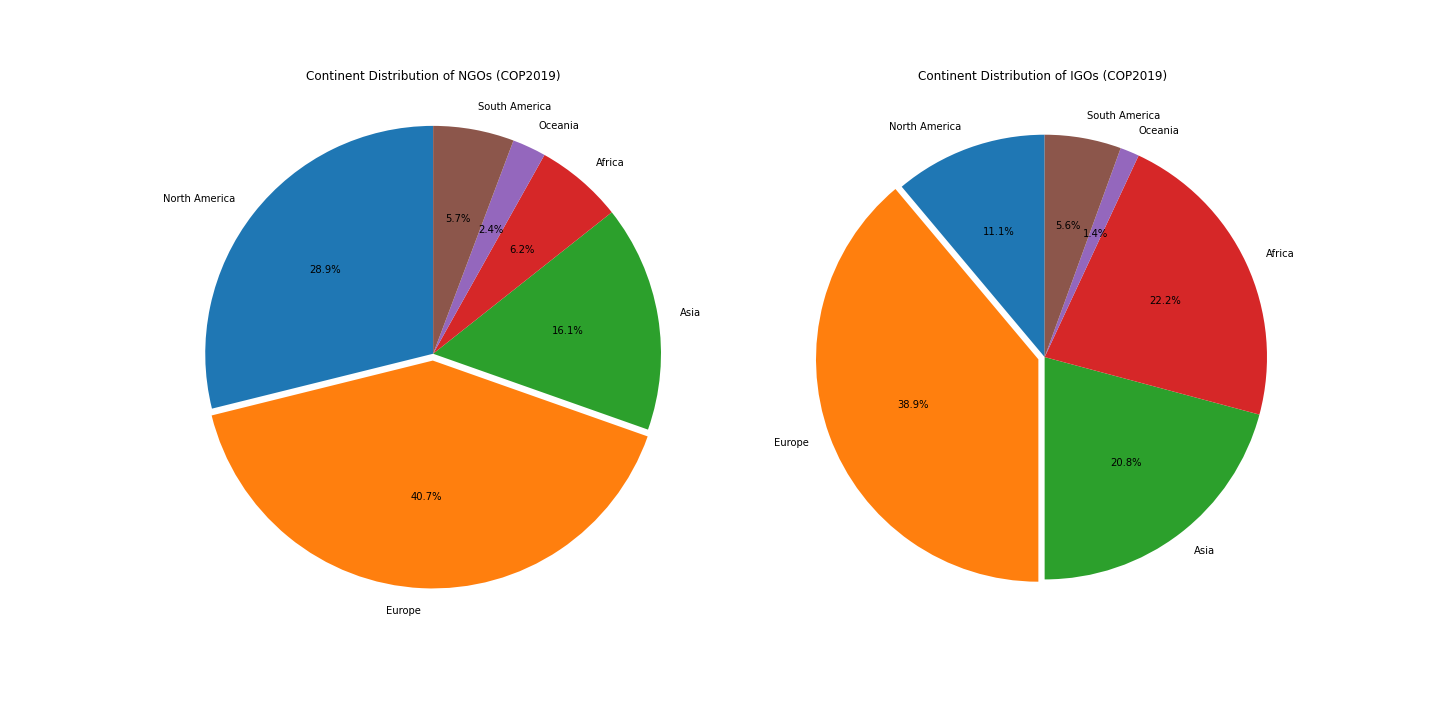 Continent Distribution of NGOs (COP2019)
South America
Oceania
Africa
North America
5.7%
2.4%
6.2%
28.9%
Asia
16.1%
40.7%
Europe
Continent Distribution of IGOs (COP2019)
South America
North America
Oceania
5.6%
11.1%
1.4%
Africa
22.2%
38.9%
Europe
20.8%
Asia